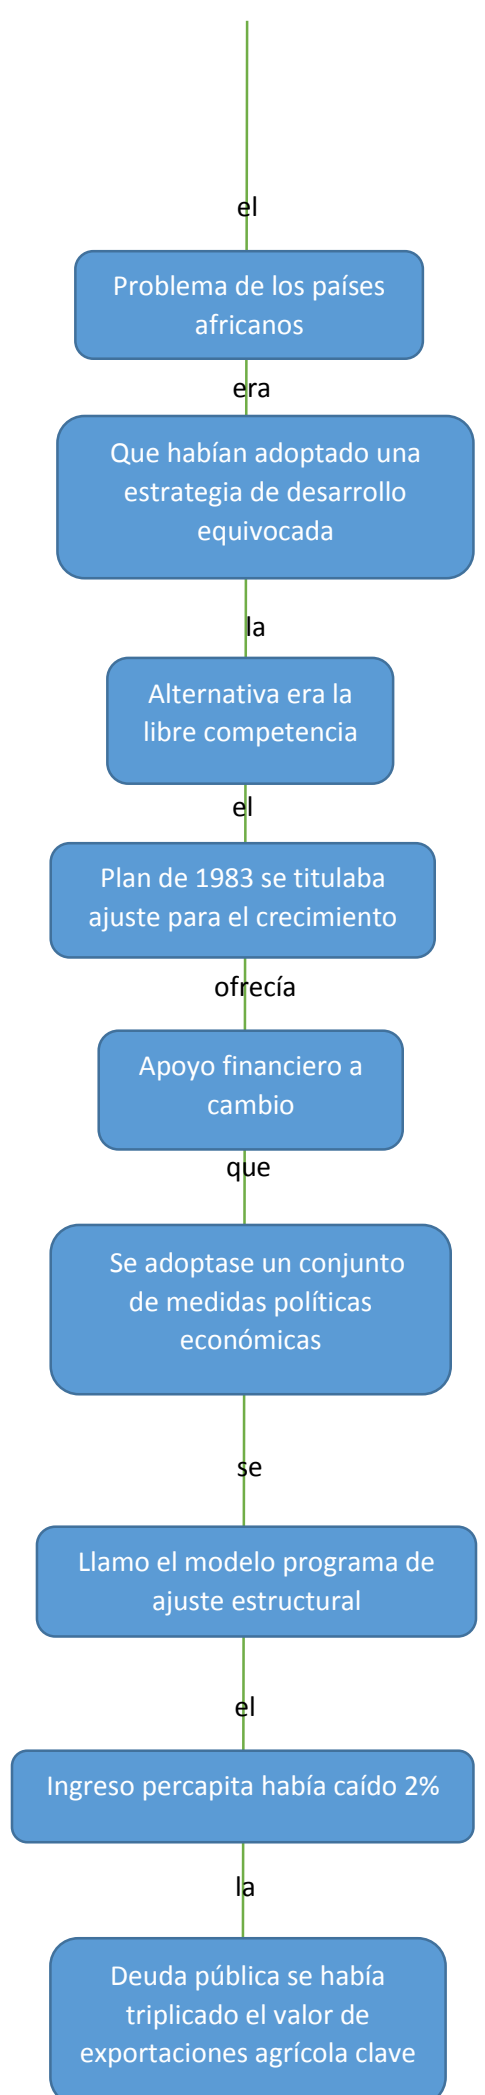 el
Problema de los países
africanos
era
Que habían adoptado una
estrategia de desarrollo
equivocada
la
Alternativa era la
libre competencia
el
Plan de 1983 se titulaba
ajuste para el crecimiento
ofrecía
Apoyo financiero a
cambio
que
Se adoptase un conjunto
de medidas políticas
económicas
se
Llamo el modelo programa de
ajuste estructural
el
Ingreso percapita había caído 2%
la
Deuda pública se había
triplicado el valor de
exportaciones agrícola clave